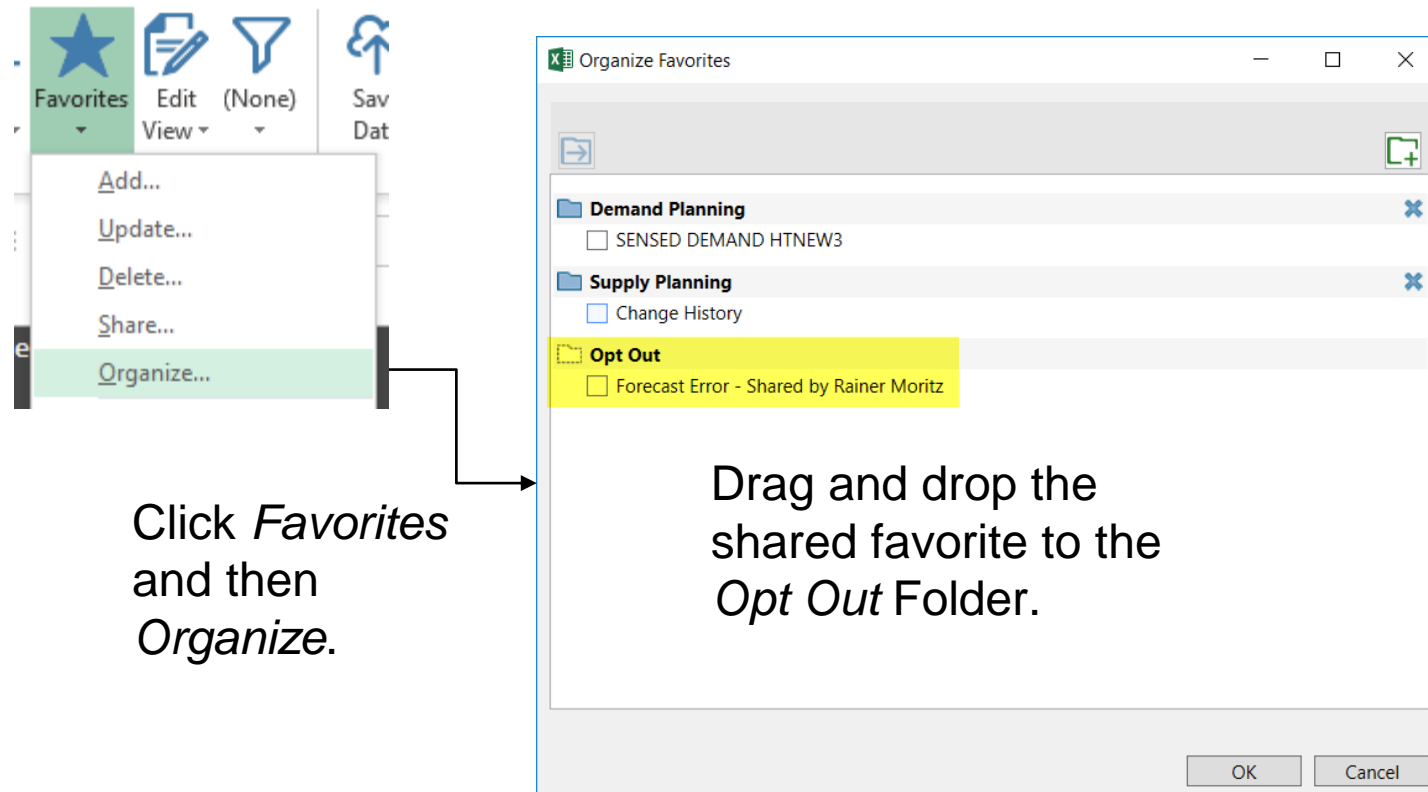 Favorites
Edit
View
(None)
Sav
Dat
Add...
Update...
Delete...
Share...
Organize...
e
Click Favorites
and then
Organize.
Organize Favorites
Demand Planning
SENSED DEMAND HTNEW3
Supply Planning
Change History
Opt Out
Forecast Error - Shared by Rainer Moritz
Drag and drop the
shared favorite to the
Opt Out Folder.
OK
Cancel